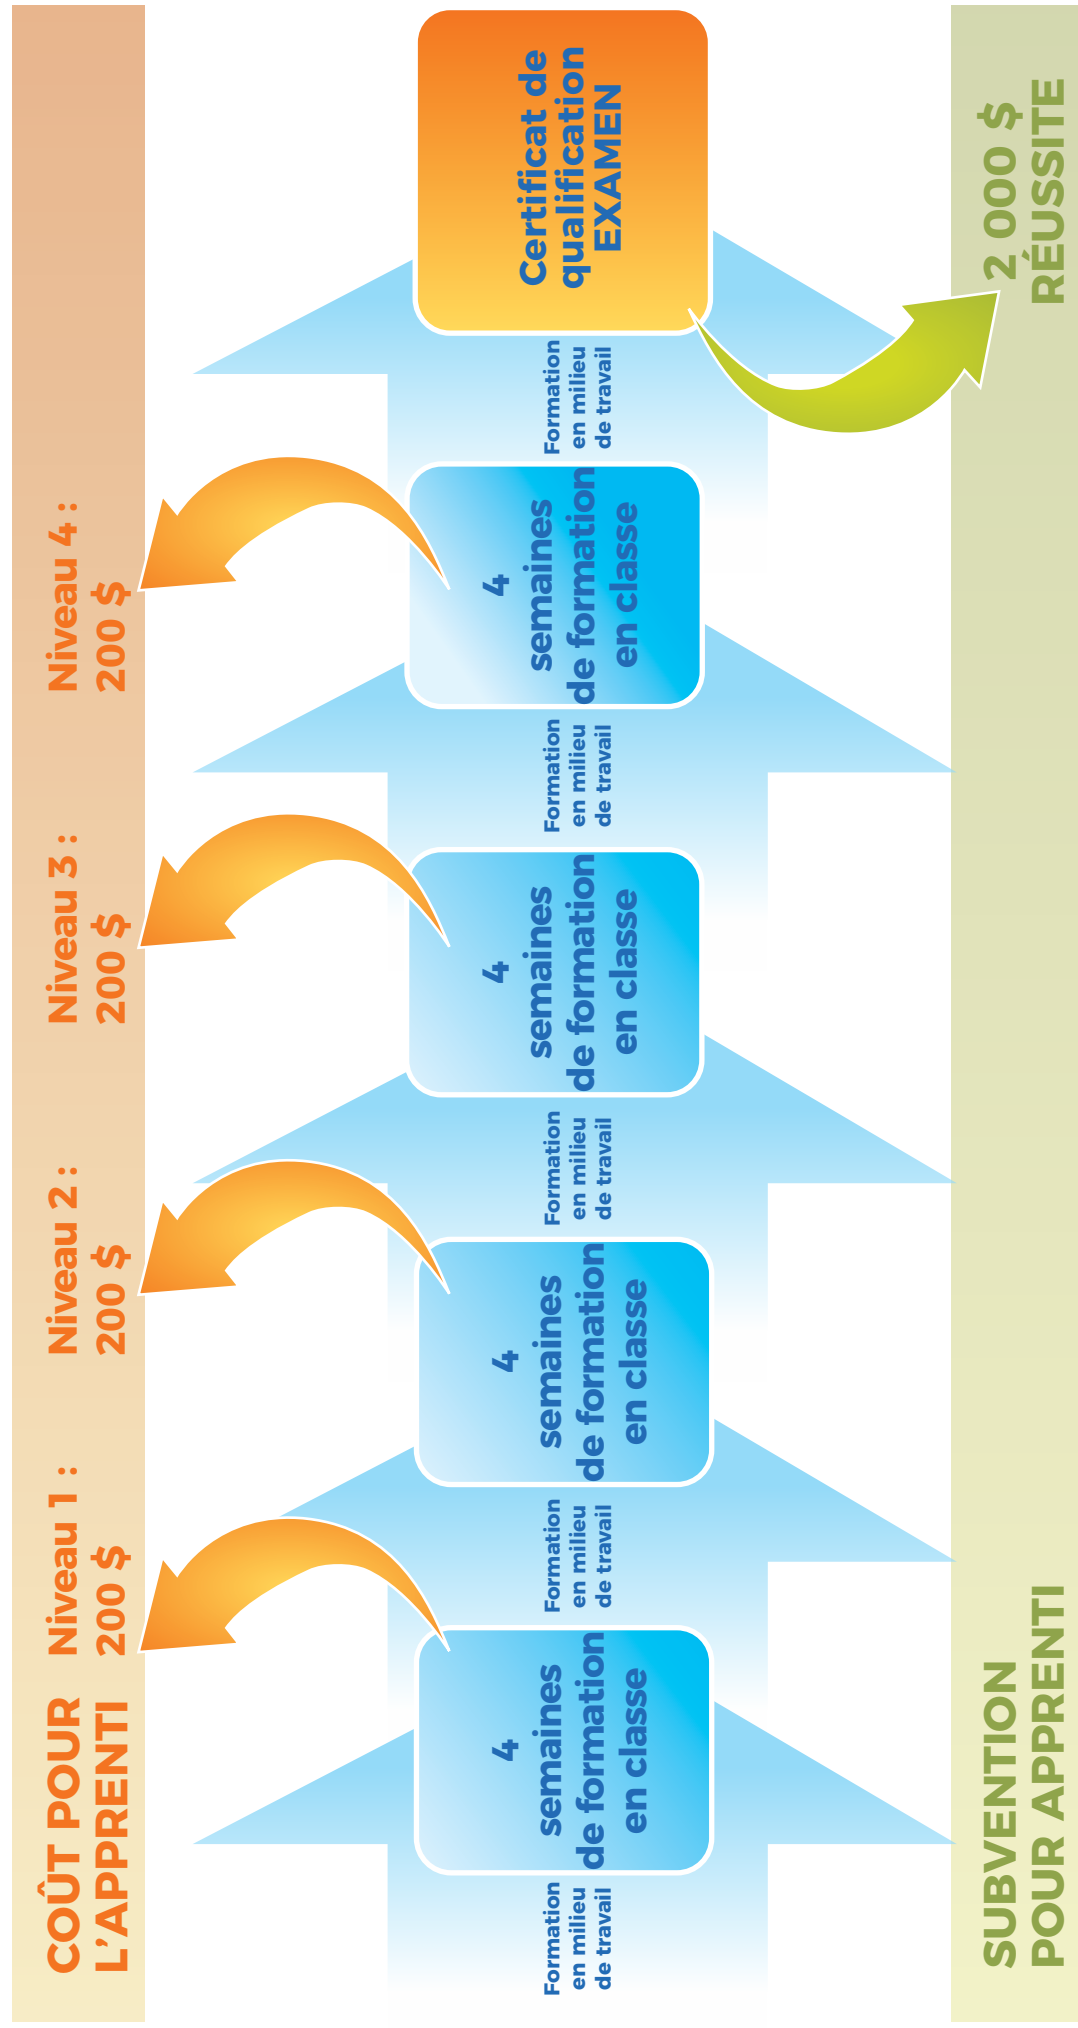 COÛT POUR
L’APPRENTI
Niveau 1 :
200 $
Niveau 2 :
200 $
Niveau 3 :
200 $
Niveau 4 :
200 $
Formation
en milieu
de travail
4
semaines
de formation
en classe
Formation
en milieu
de travail
4
semaines
de formation
en classe
Formation
en milieu
de travail
4
semaines
de formation
en classe
Formation
en milieu
de travail
4
semaines
de formation
en classe
Formation
en milieu
de travail
Certificat de
qualification
EXAMEN
SUBVENTION
POUR APPRENTI
2 000 $
RÉUSSITE